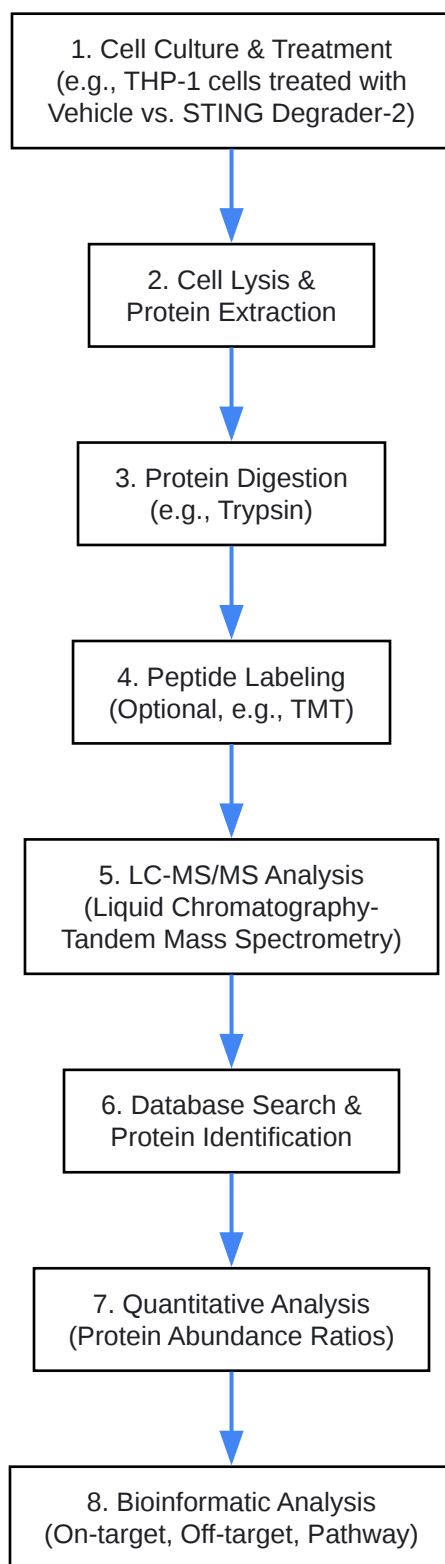 1. Cell Culture & Treatment
(e.g., THP-1 cells treated with
Vehicle vs. STING Degrader-2)
2. Cell Lysis &
Protein Extraction
3. Protein Digestion
(e.g., Trypsin)
4. Peptide Labeling
(Optional, e.g., TMT)
5. LC-MS/MS Analysis
(Liquid Chromatography-
Tandem Mass Spectrometry)
6. Database Search &
Protein Identification
7. Quantitative Analysis
(Protein Abundance Ratios)
8. Bioinformatic Analysis
(On-target, Off-target, Pathway)